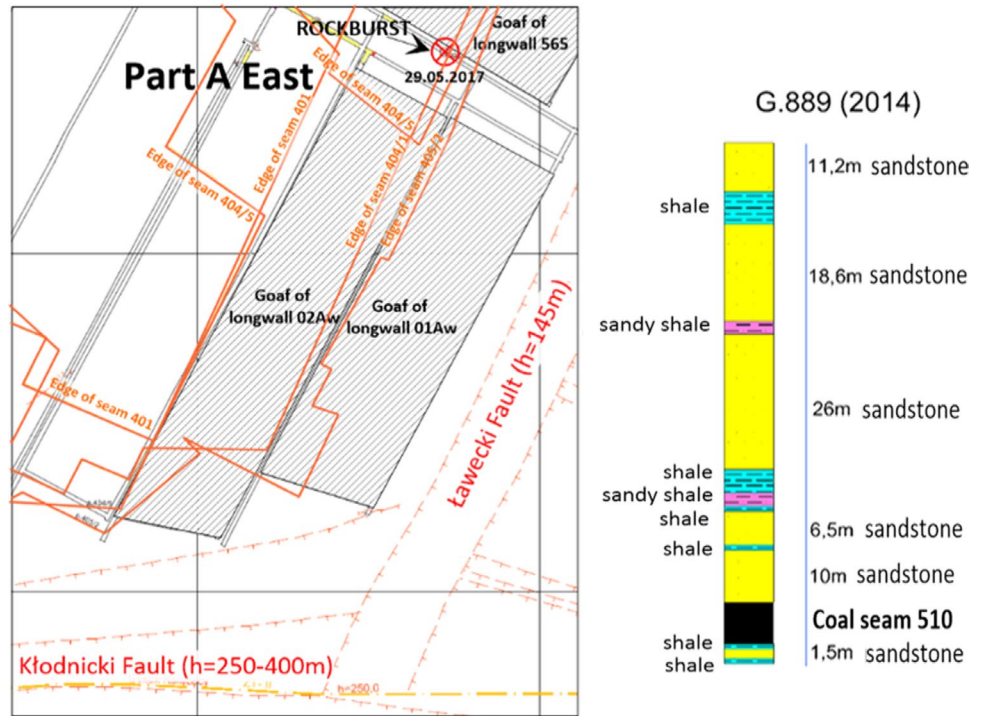 ROCKBURST
Goaf of
longwall 565
Part A East
29.05.2017
Edge of seam 404/5
Edge of seam 401
Edge of seam 404/1
Edge of seam 405/2
Edge of seam 404/5
Goaf of
longwall 02Aw
Goaf of
longwall 01Aw
Ławecki Fault (h=145m)
Edge of seam 401
Kłodnicki Fault (h=250-400m)
h=250,0
G.889 (2014)
11,2m sandstone
shale
18,6m sandstone
sandy shale
26m sandstone
shale
sandy shale
shale
6,5m sandstone
shale
10m sandstone
Coal seam 510
shale
1,5m sandstone
shale